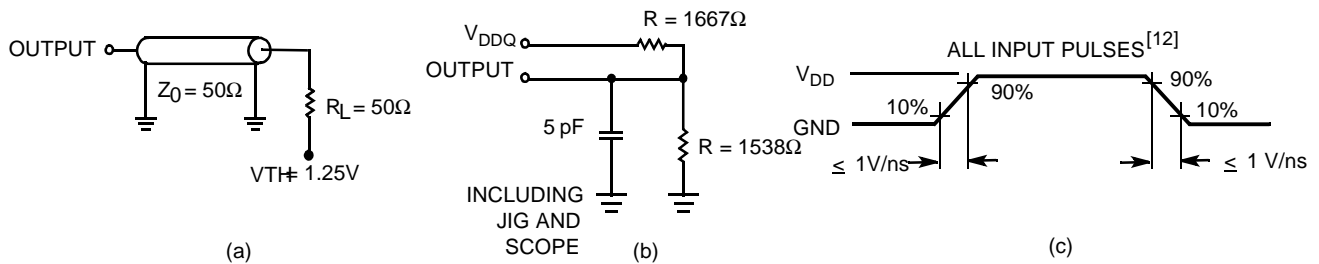 OUTPUT
Z0 = 50Ω
RL = 50Ω
VTH= 1.25V
(a)
R = 1667Ω
VDDQ
OUTPUT
5 pF
R = 1538Ω
INCLUDING
JIG AND
SCOPE
(b)
ALL INPUT PULSES[12]
VDD
GND
10%
90%
90%
10%
≤ 1V/ns
≤ 1 V/ns
(c)